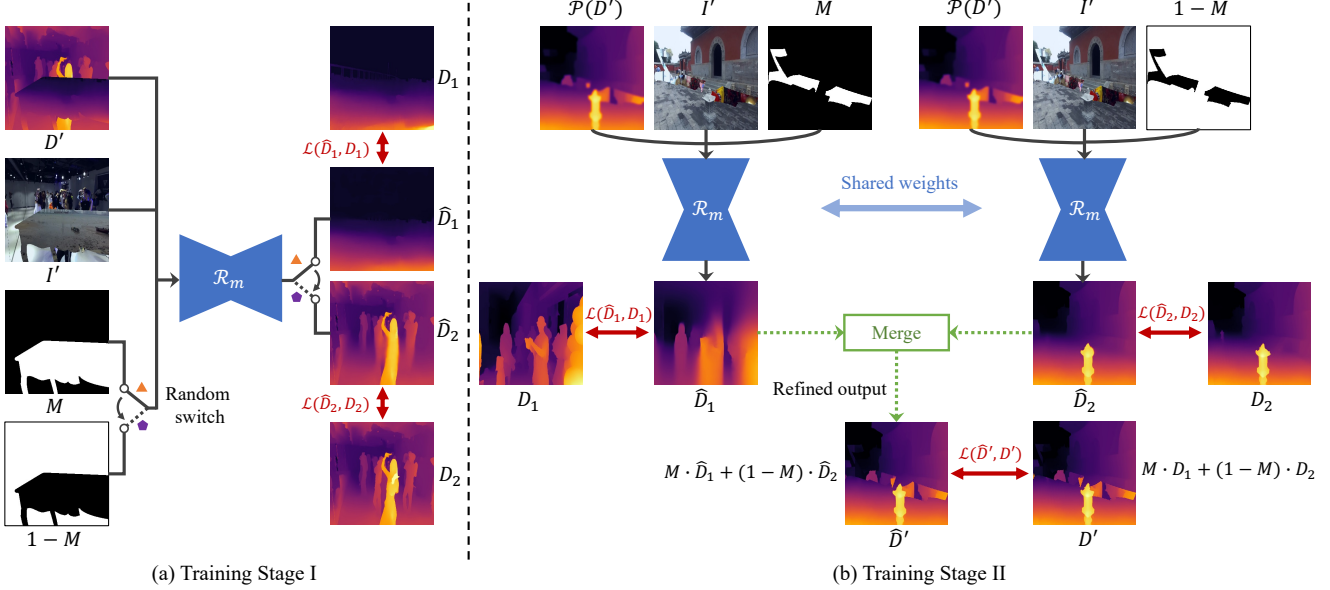 D′
I′
M
1 − M
Random
switch
ℛₘ
D₁
ℒ(D̂₁, D₁)
D̂₁
D̂₂
ℒ(D̂₂, D₂)
D₂
(a) Training Stage I
𝒫(D′)
I′
M
𝒫(D′)
I′
1 − M
ℛₘ
Shared weights
ℛₘ
ℒ(D̂₁, D₁)
Merge
ℒ(D̂₂, D₂)
D₁
D̂₁
Refined output
D̂₂
D₂
M · D̂₁ + (1 − M) · D̂₂
ℒ(D̂′, D′)
M · D₁ + (1 − M) · D₂
D̂′
D′
(b) Training Stage II